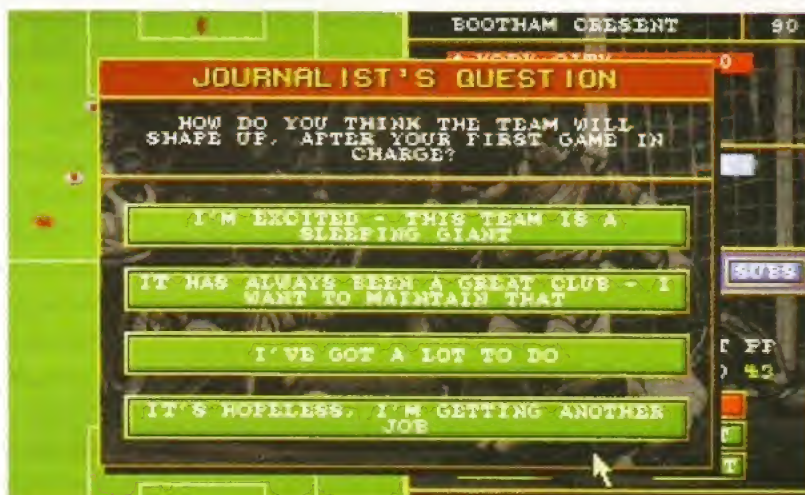 BOOTHAM CRESENT 90
JOURNALIST'S QUESTION
HOW DO YOU THINK THE TEAM WILL
SHAPE UP, AFTER YOUR FIRST GAME IN
CHARGE?
I'M EXCITED - THIS TEAM IS A
SLEEPING GIANT
IT HAS ALWAYS BEEN A GREAT CLUB - I
WANT TO MAINTAIN THAT
SUBS
I'VE GOT A LOT TO DO
43
IT'S HOPELESS, I'M GETTING ANOTHER
JOB